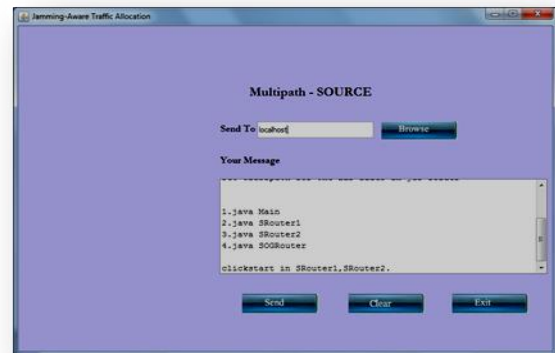 Jamming-Aware Traffic Allocation
Multipath - SOURCE
Send To localhost Browse
Your Message
1.java Main
2.java SRouter1
3.java SRouter2
4.java SOGRouter
clickstart in SRouter1,SRouter2.
Send Clear Exit